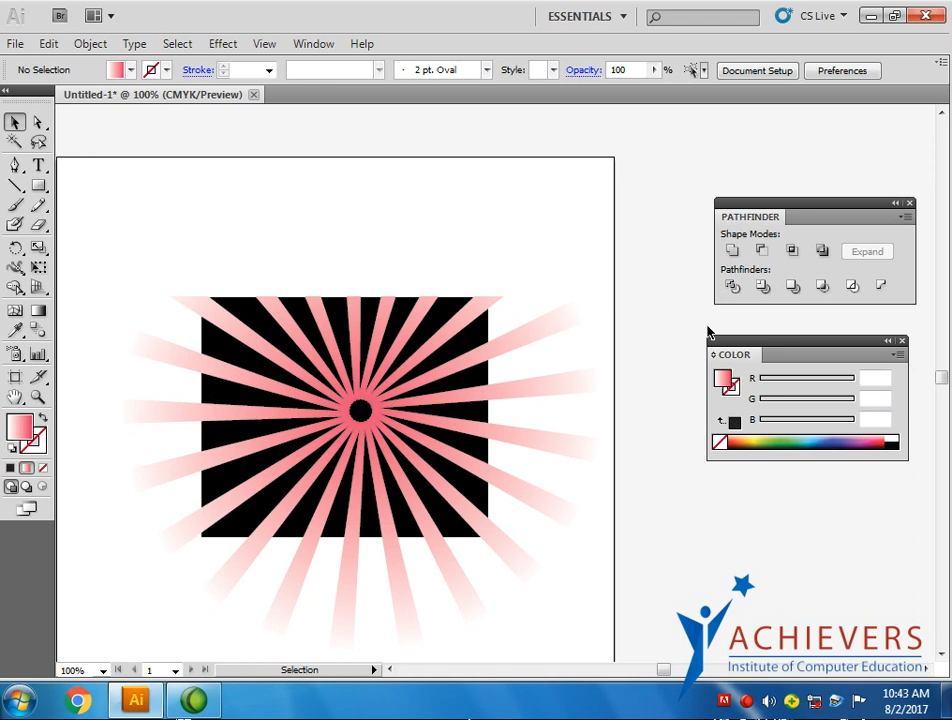 Ai Br ESSENTIALS CS Live
File Edit Object Type Select Effect View Window Help
No Selection Stroke: 2 pt. Oval Style: Opacity: 100 % Document Setup Preferences
Untitled-1* @ 100% (CMYK/Preview)
PATHFINDER
Shape Modes:
Expand
Pathfinders:
COLOR
R
G
B
T
ACHIEVERS
Institute of Computer Education
100% 1 Selection
Ai
10:43 AM
8/2/2017